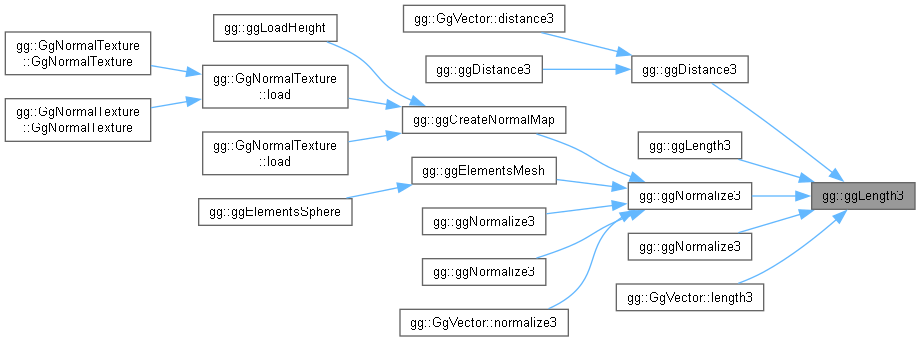 gg::GgVector::distance3
gg::ggLoadHeight
gg::GgNormalTexture
::GgNormalTexture
gg::ggDistance3
gg::ggDistance3
gg::GgNormalTexture
::load
gg::GgNormalTexture
::GgNormalTexture
gg::ggCreateNormalMap
gg::ggLength3
gg::GgNormalTexture
::load
gg::ggElementsMesh
gg::ggNormalize3
gg::ggLength3
gg::ggElementsSphere
gg::ggNormalize3
gg::ggNormalize3
gg::ggNormalize3
gg::GgVector::length3
gg::GgVector::normalize3